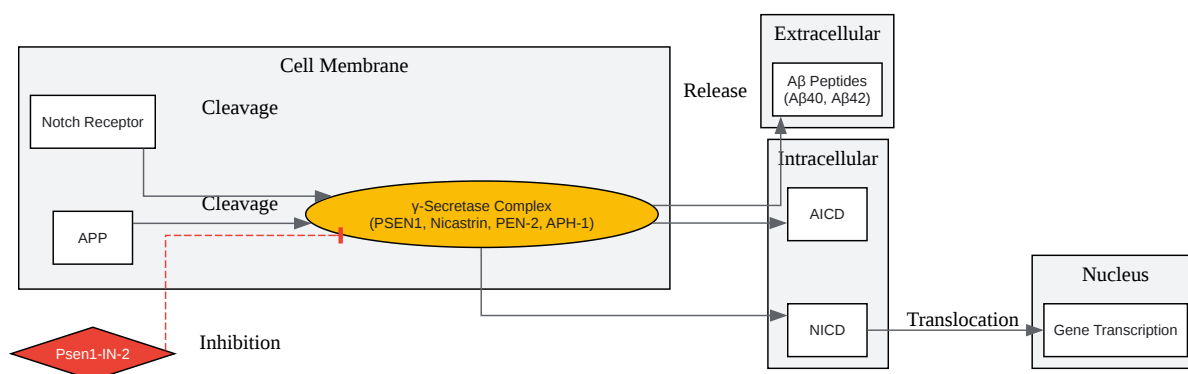 Cell Membrane
Cleavage
Notch Receptor
Cleavage
APP
γ-Secretase Complex
(PSEN1, Nicastrin, PEN-2, APH-1)
Psen1-IN-2
Inhibition
Release
Extracellular
Aβ Peptides
(Aβ40, Aβ42)
Intracellular
AICD
NICD
Translocation
Nucleus
Gene Transcription